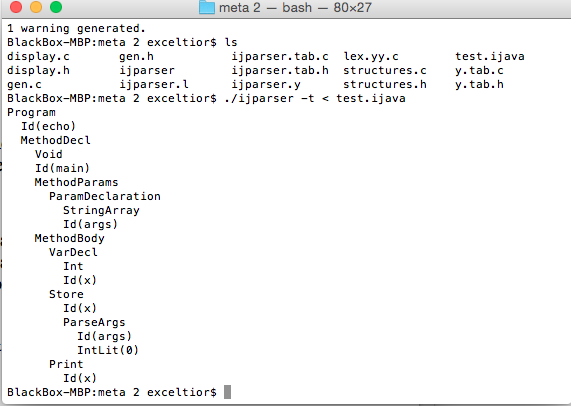 meta 2 — bash — 80×27
1 warning generated.
BlackBox-MBP:meta 2 exceltior$ ls
display.c gen.h ijparser.tab.c lex.yy.c test.ijava
display.h ijparser ijparser.tab.h structures.c y.tab.c
gen.c ijparser.l ijparser.y structures.h y.tab.h
BlackBox-MBP:meta 2 exceltior$ ./ijparser -t < test.ijava
Program
Id(echo)
MethodDecl
Void
Id(main)
MethodParams
ParamDeclaration
StringArray
Id(args)
MethodBody
VarDecl
Int
Id(x)
Store
Id(x)
ParseArgs
Id(args)
IntLit(0)
Print
Id(x)
BlackBox-MBP:meta 2 exceltior$